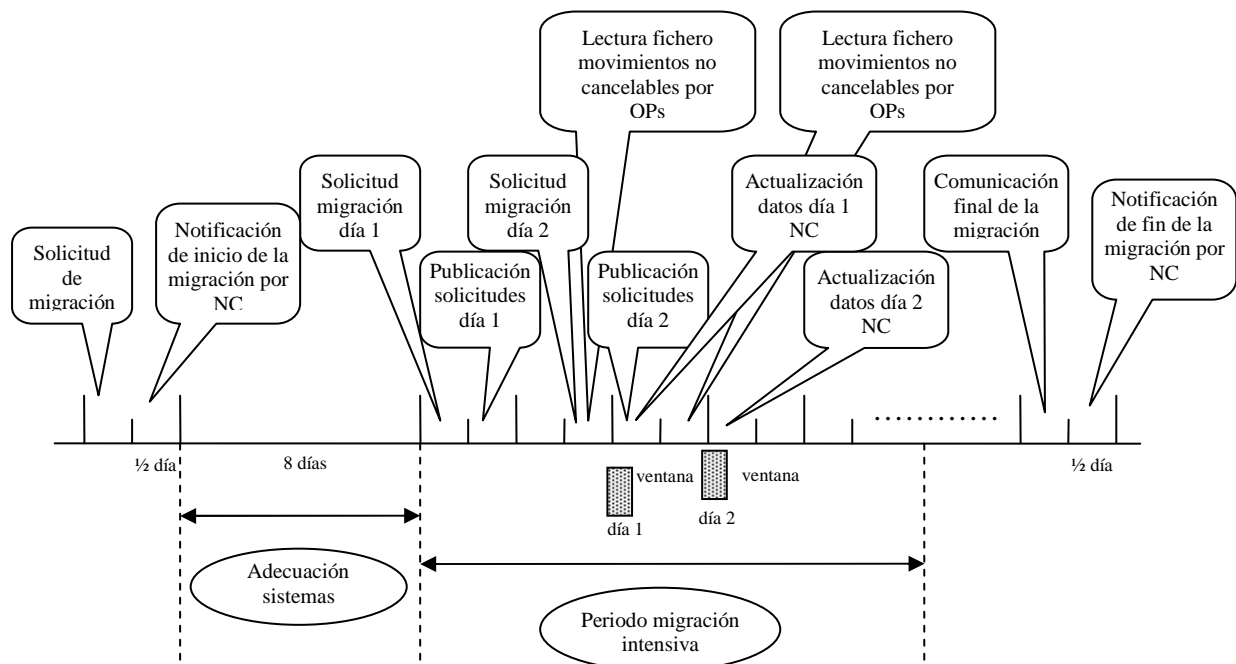 Lectura fichero
movimientos no
cancelables por
OPs
Lectura fichero
movimientos no
cancelables por
OPs
Solicitud
migración
día 1
Solicitud
migración
día 2
Actualización
datos día 1
NC
Comunicación
final de la
migración
Notificación
de fin de la
migración por
NC
Notificación
de inicio de la
migración por
NC
Solicitud
de
migración
Publicación
solicitudes
día 1
Publicación
solicitudes
día 2
Actualización
datos día 2
NC
½ día
8 días
ventana
ventana
½ día
día 1
día 2
Adecuación
sistemas
Periodo migración
intensiva